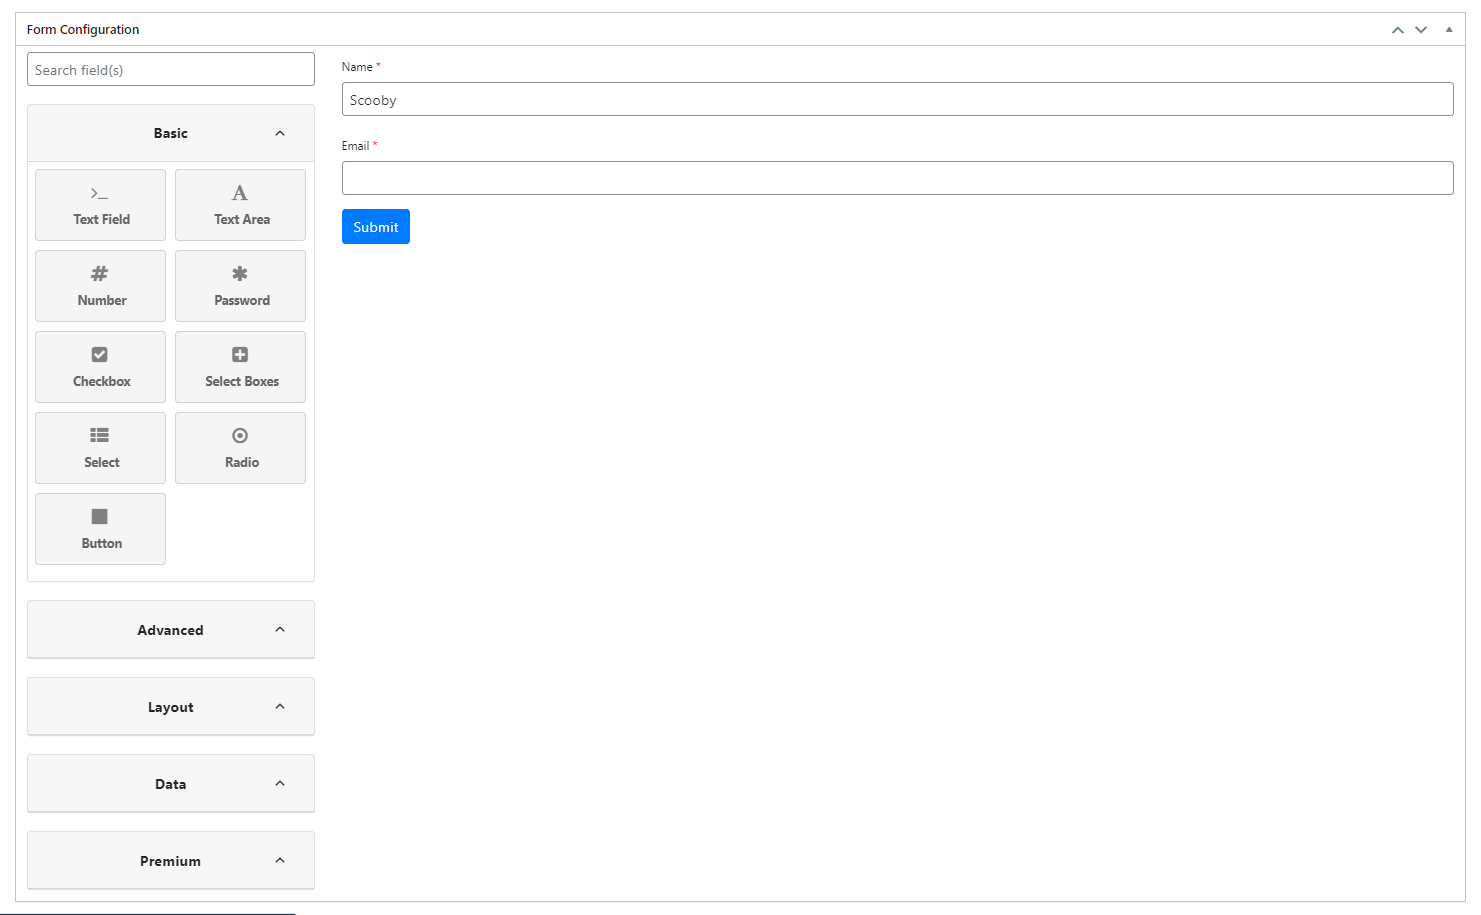 Form Configuration
Search field(s)
Basic
Text Field
Text Area
Number
Password
Checkbox
Select Boxes
Select
Radio
Button
Advanced
Layout
Data
Premium
Name *
Scooby
Email *
Submit